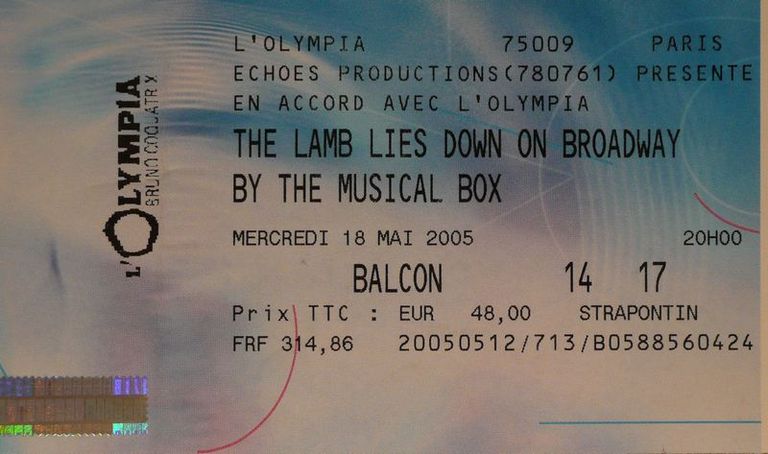 L'OLYMPIA
BRUNO COQUATRIX
L'OLYMPIA 75009 PARIS
ECHOES PRODUCTIONS(780761) PRESENTE
EN ACCORD AVEC L'OLYMPIA
THE LAMB LIES DOWN ON BROADWAY
BY THE MUSICAL BOX
MERCREDI 18 MAI 2005 20H00
BALCON 14 17
Prix TTC : EUR 48,00 STRAPONTIN
FRF 314,86 20050512/713/B0588560424